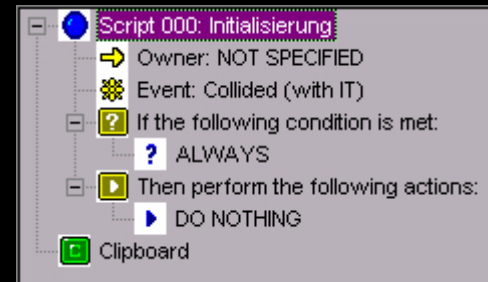 Script 000: Initialisierung
Owner: NOT SPECIFIED
Event: Collided (with IT)
If the following condition is met:
ALWAYS
Then perform the following actions:
DO NOTHING
Clipboard